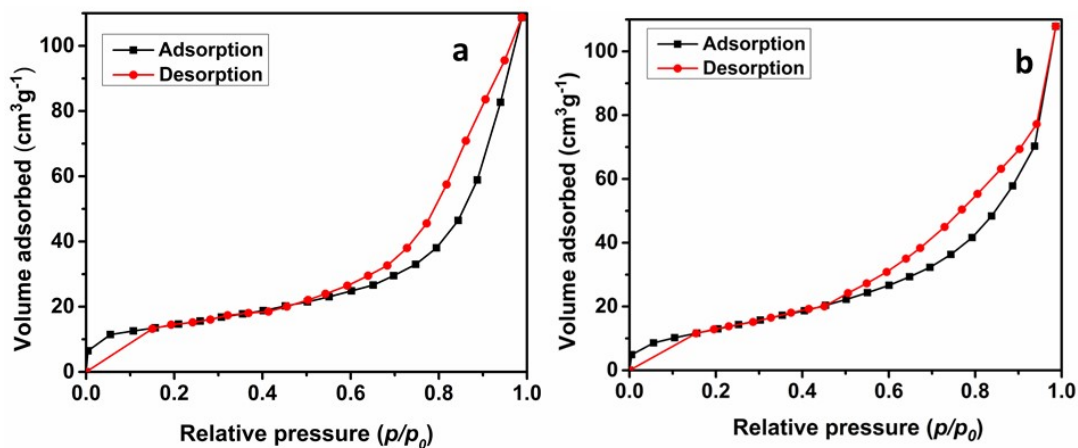 a
Adsorption
Desorption
Volume adsorbed (cm³g⁻¹)
100
80
60
40
20
0
0.0 0.2 0.4 0.6 0.8 1.0
Relative pressure (p/p₀)
b
Adsorption
Desorption
Volume adsorbed (cm³g⁻¹)
100
80
60
40
20
0
0.0 0.2 0.4 0.6 0.8 1.0
Relative pressure (p/p₀)